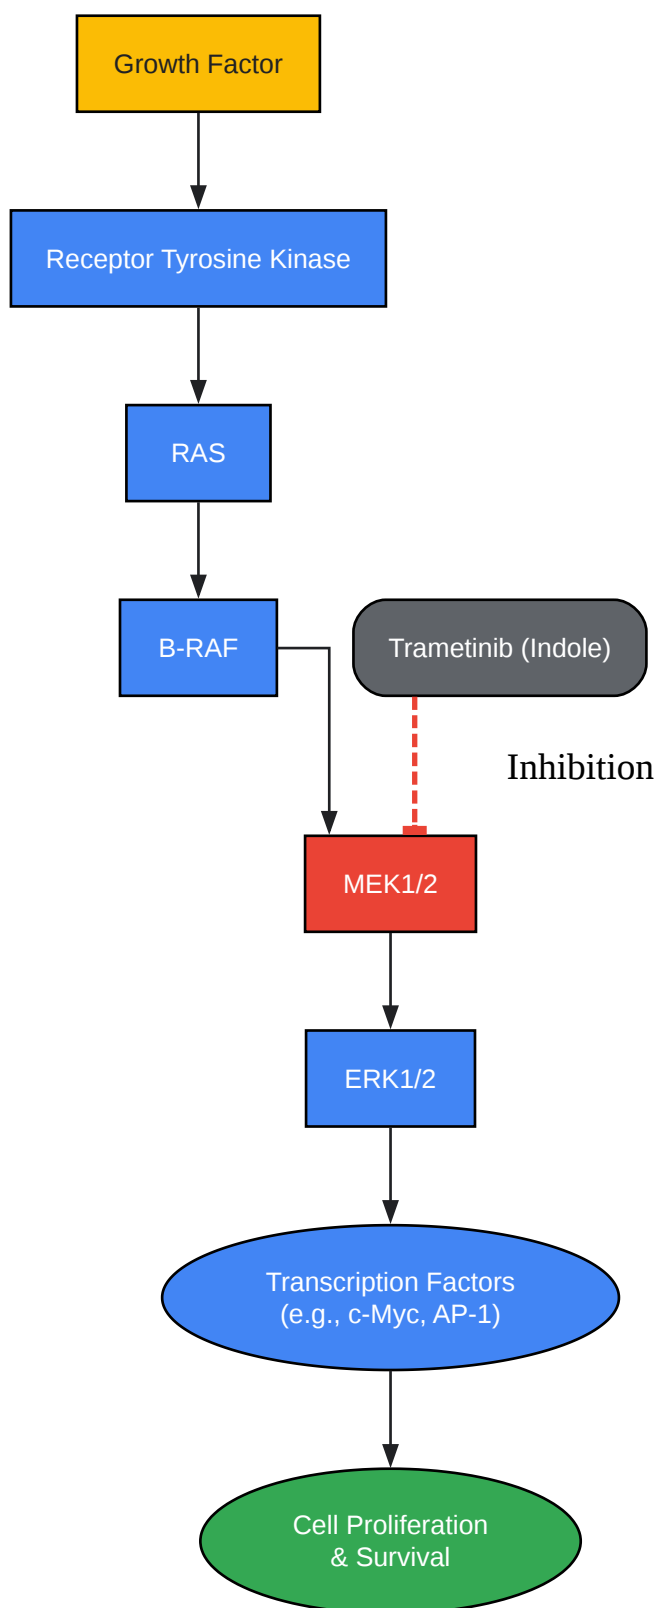 Growth Factor
Receptor Tyrosine Kinase
RAS
B-RAF
Trametinib (Indole)
Inhibition
MEK1/2
ERK1/2
Transcription Factors
(e.g., c-Myc, AP-1)
Cell Proliferation
& Survival